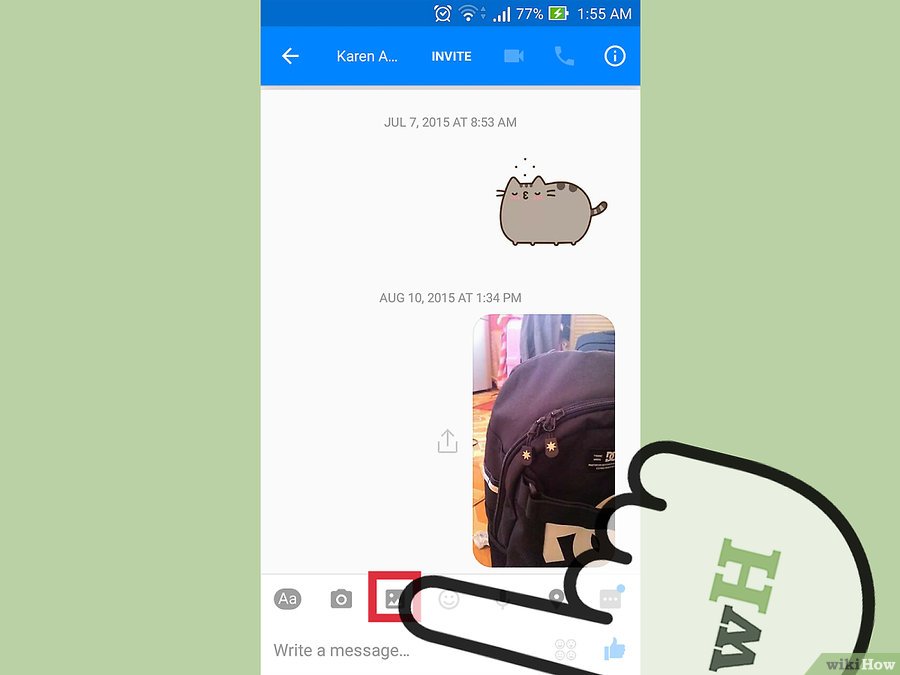 77% 1:55 AM
Karen A... INVITE
JUL 7, 2015 AT 8:53 AM
AUG 10, 2015 AT 1:34 PM
Aa
Write a message...
wH
wikiHow